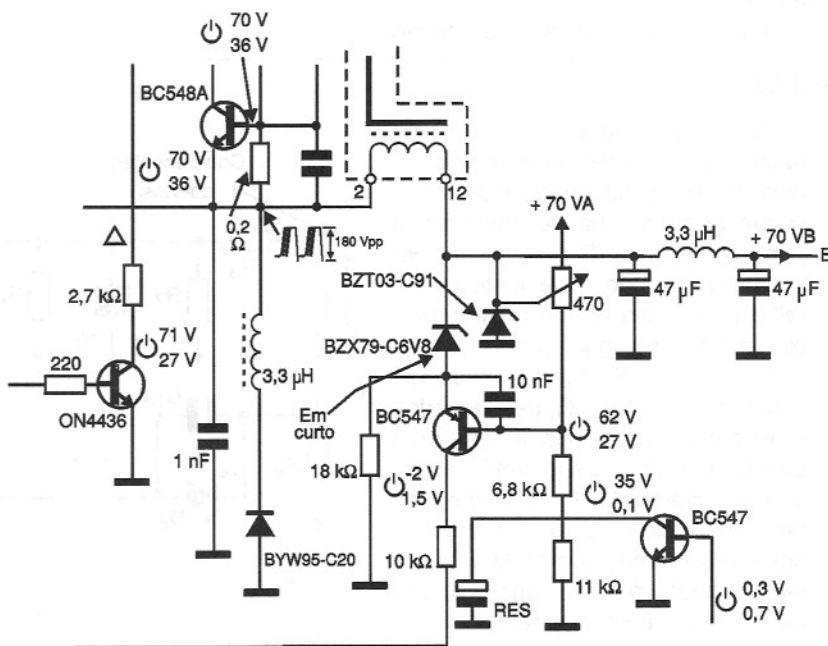 70 V
36 V
BC548A
70 V
36 V
0,2
Ω
2
12
180 Vpp
+ 70 VA
3,3 µH
+ 70 VB
E
47 µF
47 µF
470
BZT03-C91
2,7 kΩ
BZX79-C6V8
71 V
27 V
220
ON4436
3,3 µH
Em
curto
10 nF
BC547
62 V
27 V
1 nF
18 kΩ
-2 V
1,5 V
6,8 kΩ
35 V
0,1 V
BC547
BYW95-C20
10 kΩ
RES
11 kΩ
0,3 V
0,7 V